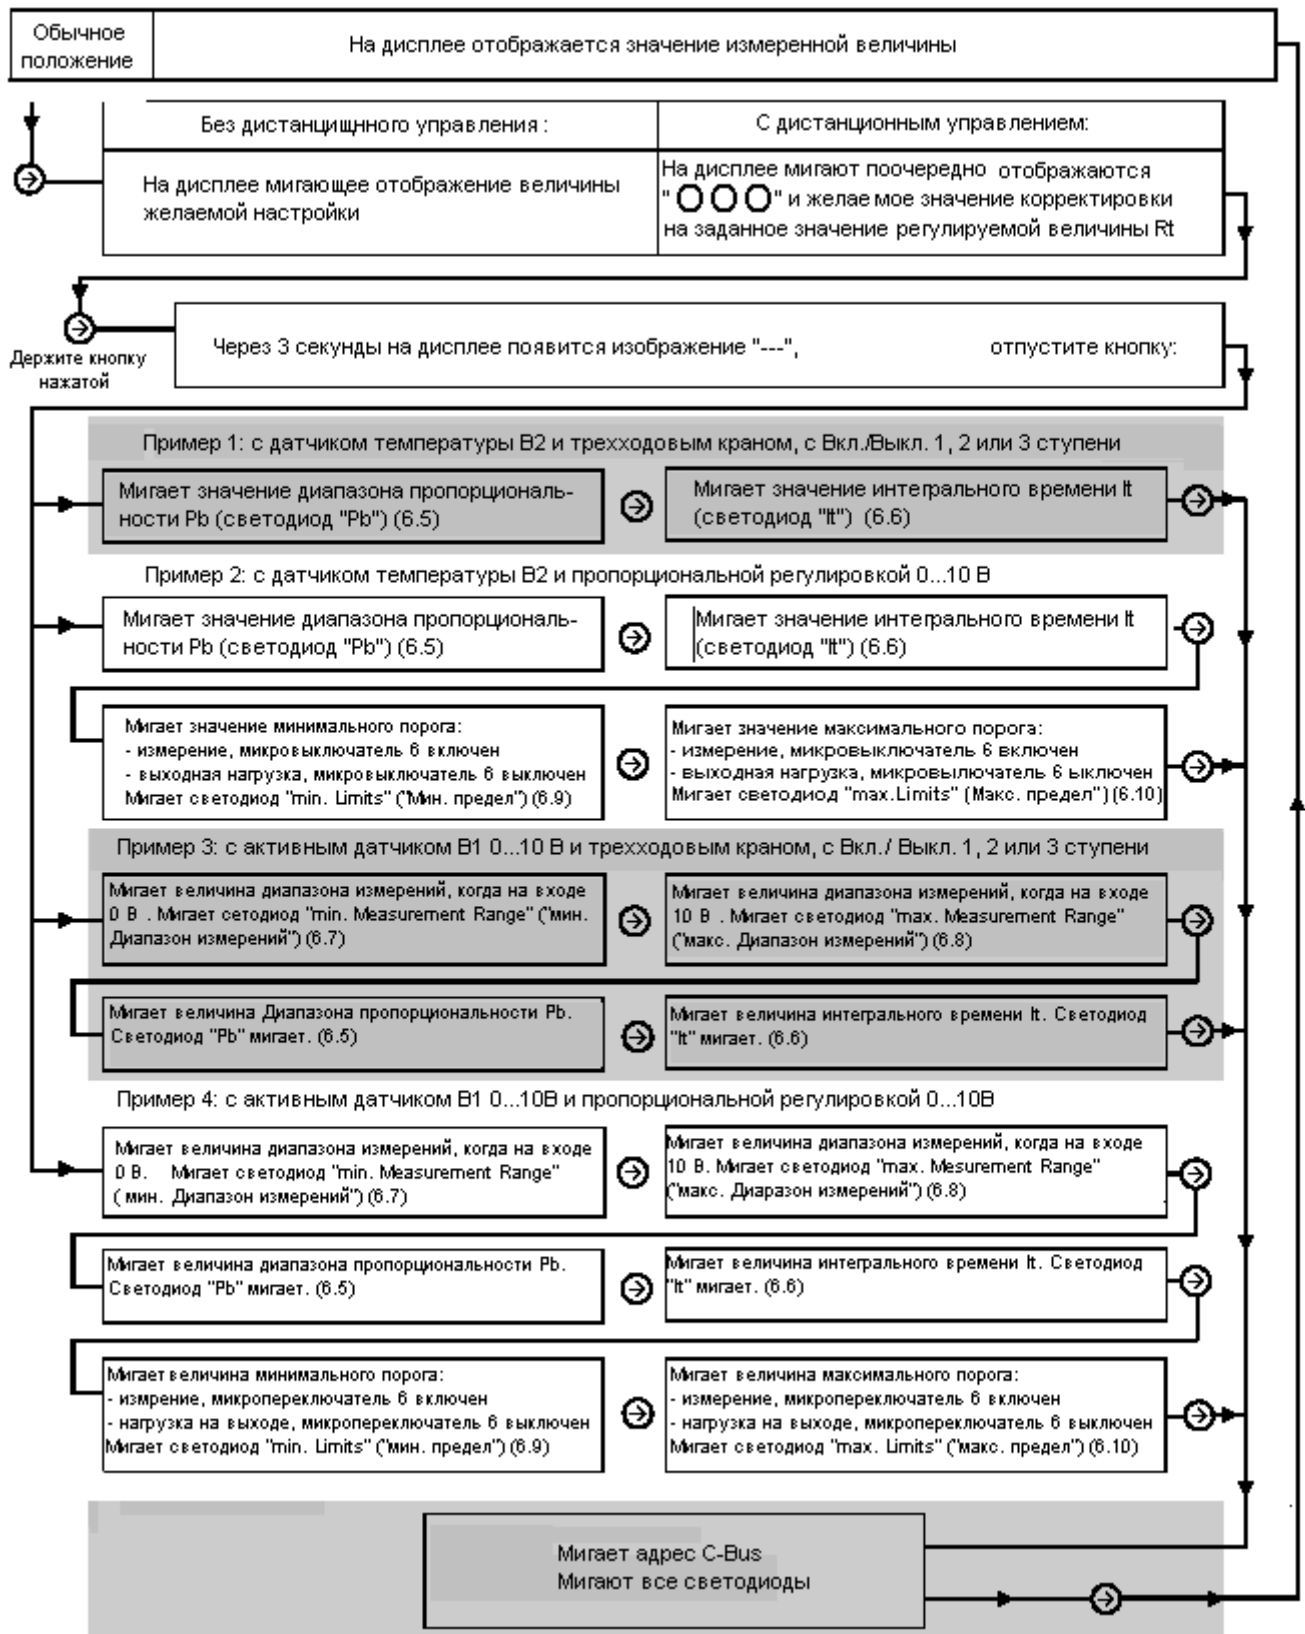 Обычное
положение
На дисплее отображается значение измеренной величины
Без дистанцищнного управления :
С дистанционным управлением:
На дисплее мигающее отображение величины
желаемой настройки
На дисплее мигают поочередно отображаются
" O O O " и желае мое значение корректировки
на заданное значение регулируемой величины Rt
Держите кнопку
нажатой
Через 3 секунды на дисплее появится изображение "---", отпустите кнопку:
Пример 1: с датчиком температуры В2 и трехходовым краном, с Вкл./Выкл. 1, 2 или 3 ступени
Мигает значение диапазона пропорциональ-
ности Pb (светодиод "Pb") (6.5)
Мигает значение интегрального времени It
(светодиод "It") (6.6)
Пример 2: с датчиком температуры В2 и пропорциональной регулировкой 0...10 В
Мигает значение диапазона пропорциональ-
ности Pb (светодиод "Pb") (6.5)
Мигает значение интегрального времени It
(светодиод "It") (6.6)
Мигает значение минимального порога:
- измерение, микровыключатель 6 включен
- выходная нагрузка, микровыключатель 6 выключен
Мигает светодиод "min. Limits" ("Мин. предел") (6.9)
Мигает значение максимального порога:
- измерение, микровыключатель 6 включен
- выходная нагрузка, микровылючатель 6 ыключен
Мигает светодиод "max.Limits" (Макс. предел") (6.10)
Пример 3: с активным датчиком В1 0...10 В и трехходовым краном, с Вкл./ Выкл. 1, 2 или 3 ступени
Мигает величина диапазона измерений, когда на входе
0 В . Мигает сетодиод "min. Measurement Range" ("мин.
Диапазон измерений") (6.7)
Мигает величина диапазона измерений, когда на входе
10 В . Мигает светодиод "max. Measurement Range"
("макс. Диапазон измерений") (6.8)
Мигает величина Диапазона пропорциональности Pb.
Светодиод "Pb" мигает. (6.5)
Мигает величина интегрального времени It. Светодиод
"It" мигает. (6.6)
Пример 4: с активным датчиком В1 0...10В и пропорциональной регулировкой 0...10В
Мигает величина диапазона измерений, когда на входе
0 В. Мигает светодиод "min. Measurement Range"
( мин. Диапазон измерений") (6.7)
Мигает величина диапазона измерений, когда на входе
10 В. Мигает светодиод "max. Mesurement Range"
("макс. Диаразон измерений") (6.8)
Мигает величина диапазона пропорциональности Pb.
Светодиод "Pb" мигает. (6.5)
Мигает величина интегрального времени It. Светодиод
"It" мигает. (6.6)
Мигает величина минимального порога:
- измрение, микропереключатель 6 включен
- нагрузка на выходе, микропереключатель 6 выключен
Мигает светодиод "min. Limits" ("мин. предел") (6.9)
Мигает величина максимального порога:
- измерение, микропереключатель 6 включен
- нагрузка на выходе, микропереключатель 6 выключен
Мигает светодиод "max. Limits" ("макс. предел") (6.10)
Мигает адрес C-Bus
Мигают все светодиоды